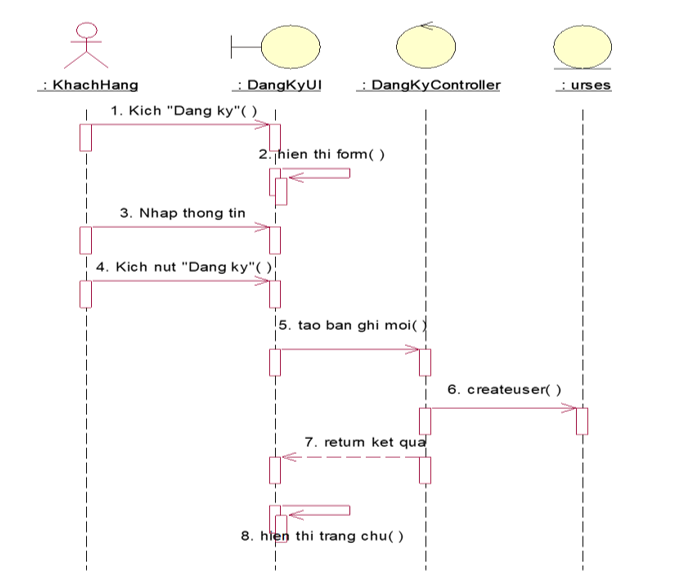 : KhachHang
: DangKyUI
: DangKyController
: urses
1. Kich "Dang ky"( )
2. hien thi form( )
3. Nhap thong tin
4. Kich nut "Dang ky"( )
5. tao ban ghi moi( )
6. createuser( )
7. return ket qua
8. hien thi trang chu( )